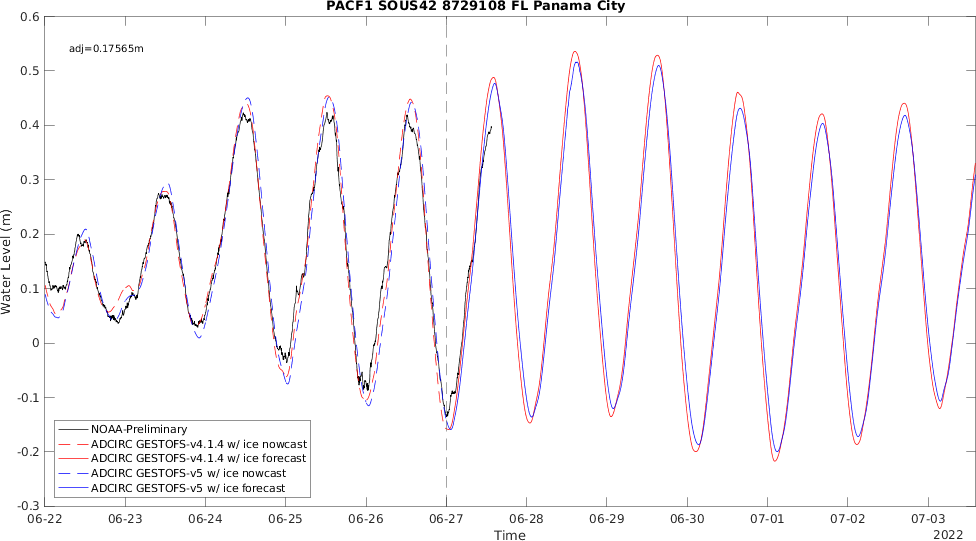 PACF1 SOUS42 8729108 FL Panama City
0.6
adj=0.17565m
0.5
0.4
0.3
0.2
0.1
0
-0.1
-0.2
-0.3
Water Level (m)
NOAA-Preliminary
ADCIRC GESTOFS-v4.1.4 w/ ice nowcast
ADCIRC GESTOFS-v4.1.4 w/ ice forecast
ADCIRC GESTOFS-v5 w/ ice nowcast
ADCIRC GESTOFS-v5 w/ ice forecast
06-22 06-23 06-24 06-25 06-26 06-27 06-28 06-29 06-30 07-01 07-02 07-03
Time
2022